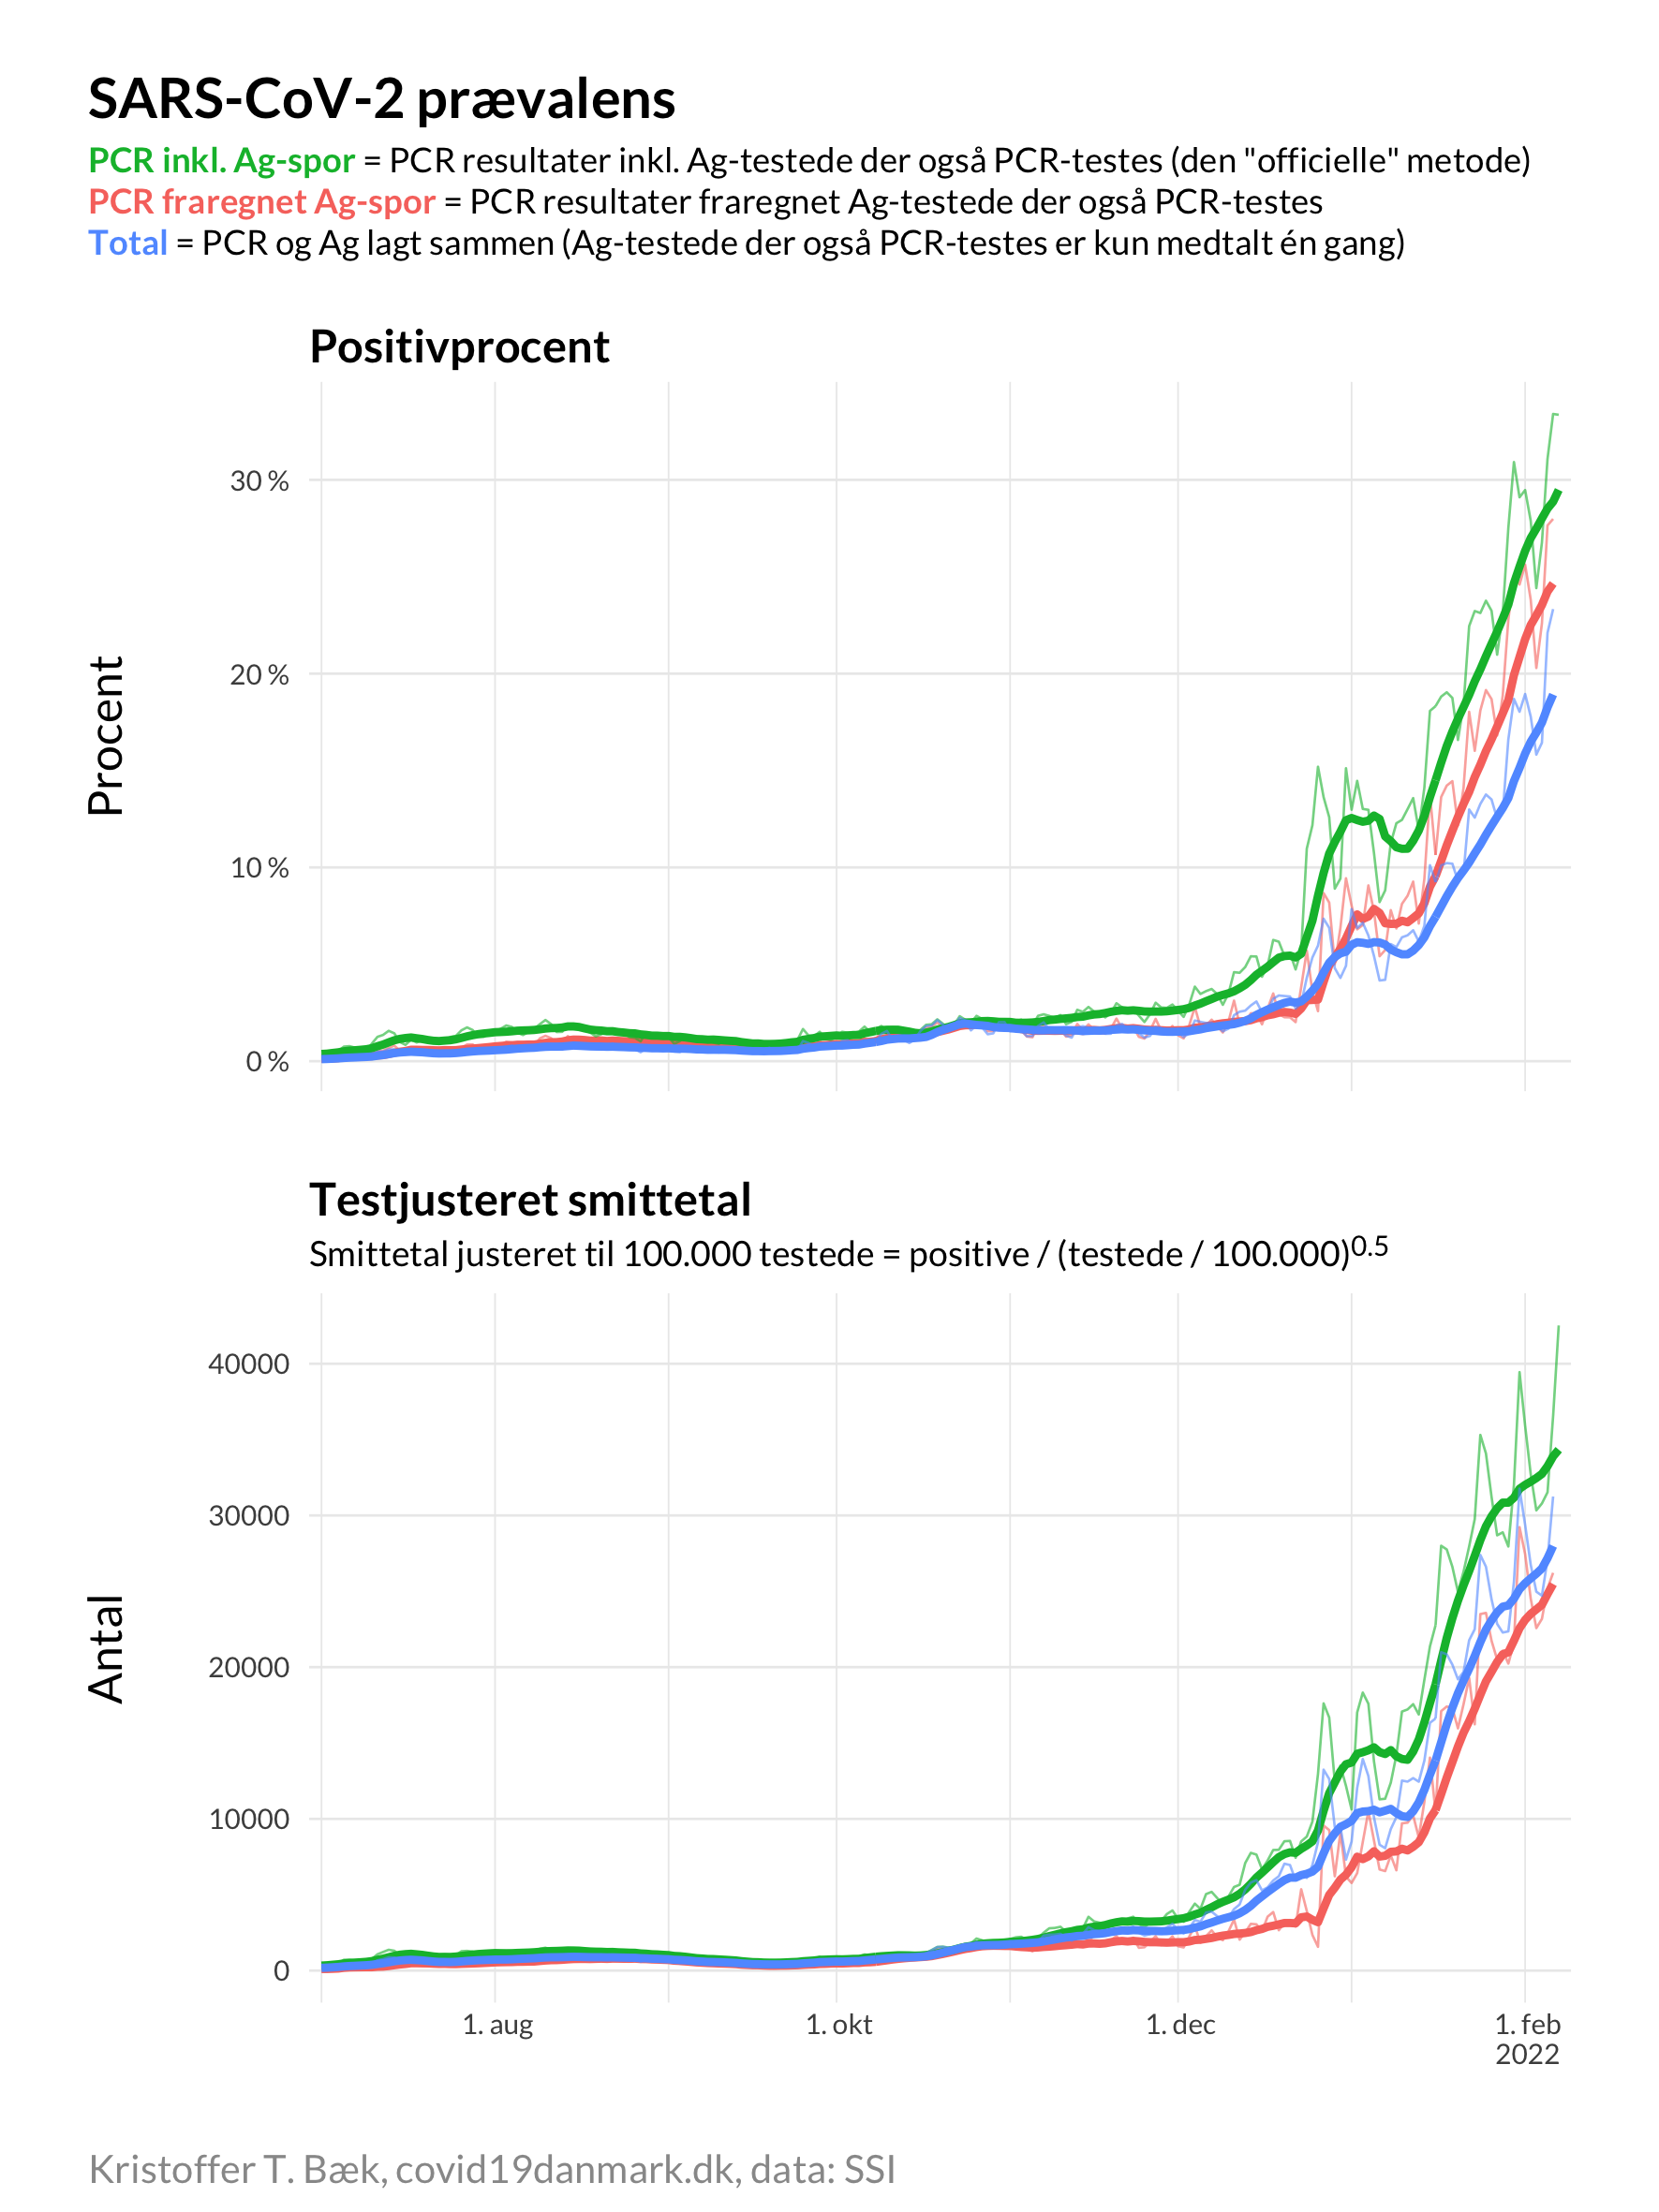 SARS-CoV-2 prævalens
PCR inkl. Ag-spor = PCR resultater inkl. Ag-testede der også PCR-testes (den "officielle" metode)
PCR fraregnet Ag-spor = PCR resultater fraregnet Ag-testede der også PCR-testes
Total = PCR og Ag lagt sammen (Ag-testede der også PCR-testes er kun medtalt én gang)
Positivprocent
Procent
30 %
20 %
10 %
0 %
Testjusteret smittetal
Smittetal justeret til 100.000 testede = positive / (testede / 100.000)^0.5
Antal
40000
30000
20000
10000
0
1. aug 1. okt 1. dec 1. feb
2022
Kristoffer T. Bæk, covid19danmark.dk, data: SSI